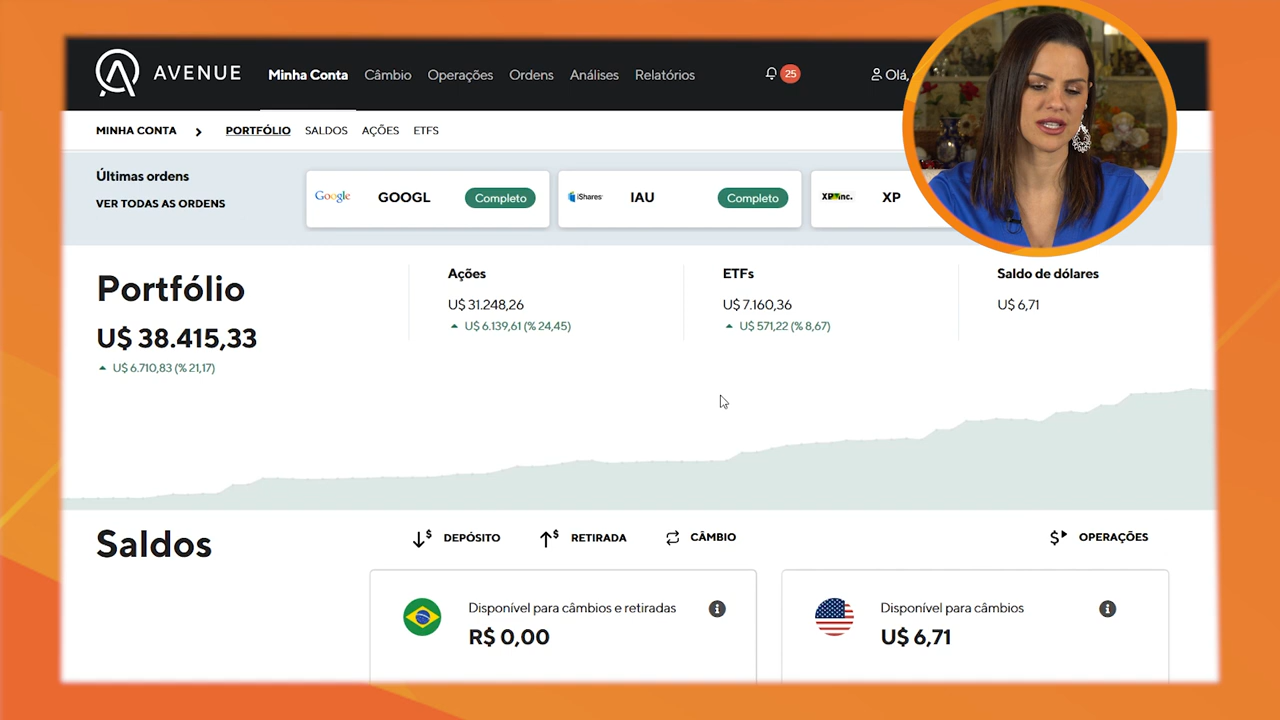 AVENUE
Minha Conta Câmbio Operações Ordens Análises Relatórios 25 Olá,
MINHA CONTA PORTFÓLIO SALDOS AÇÕES ETFS
Últimas ordens
VER TODAS AS ORDENS
Google GOOGL Completo
iShares IAU Completo
XP inc. XP
Portfólio
U$ 38.415,33
U$ 6.710,83 (% 21,17)
Ações
U$ 31.248,26
U$ 6.139,61 (% 24,45)
ETFs
U$ 7.160,36
U$ 571,22 (% 8,67)
Saldo de dólares
U$ 6,71
Saldos
DEPÓSITO RETIRADA CÂMBIO OPERAÇÕES
Disponível para câmbios e retiradas
R$ 0,00
Disponível para câmbios
U$ 6,71